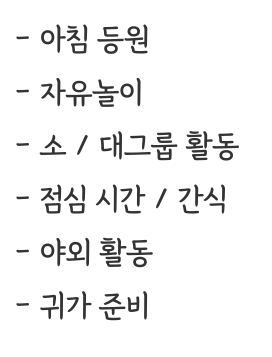 - 아침 등원
- 자유놀이
- 소 / 대그룹 활동
- 점심 시간 / 간식
- 야외 활동
- 귀가 준비